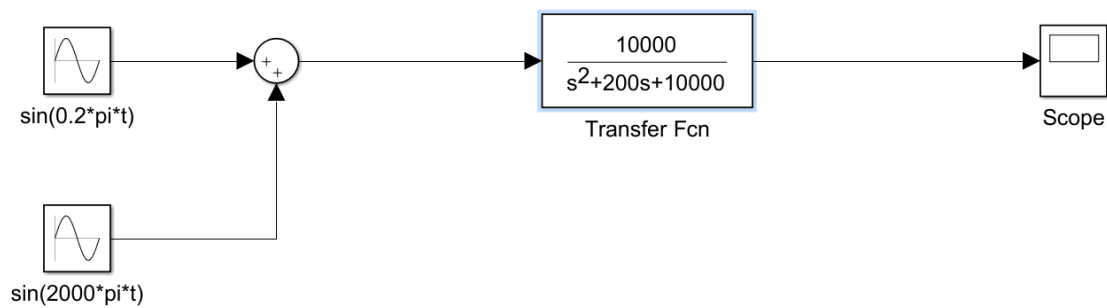 sin(0.2*pi*t)
+
+
10000
s²+200s+10000
Transfer Fcn
Scope
sin(2000*pi*t)